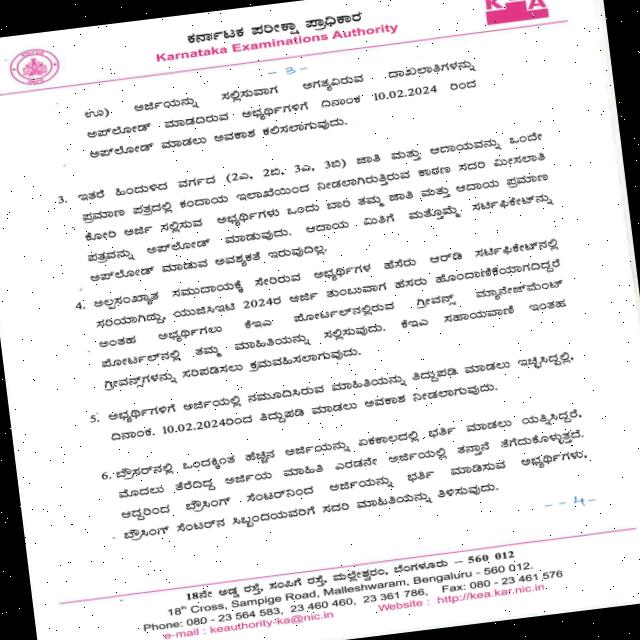 ಕರ್ನಾಟಕ ಪರೀಕ್ಷಾ ಪ್ರಾಧಿಕಾರ
KEA
Karnataka Examinations Authority
- 3 -
ಊ). ಅರ್ಜಿಯನ್ನು ಸಲ್ಲಿಸುವಾಗ ಅಗತ್ಯವಿರುವ ದಾಖಲಾತಿಗಳನ್ನು
ಅಪ್‌ಲೋಡ್ ಮಾಡದಿರುವ ಅಭ್ಯರ್ಥಿಗಳಿಗೆ ದಿನಾಂಕ 10.02.2024 ರಿಂದ
ಅಪ್‌ಲೋಡ್ ಮಾಡಲು ಅವಕಾಶ ಕಲಿಸಲಾಗುವುದು.
3. ಇತರೆ ಹಿಂದುಳಿದ ವರ್ಗದ (2ಎ, 2ಬಿ, 3ಎ, 3ಬಿ) ಜಾತಿ ಮತ್ತು ಆದಾಯವನ್ನು ಒಂದೇ
ಪ್ರಮಾಣ ಪತ್ರದಲ್ಲಿ ಕಂದಾಯ ಇಲಾಖೆಯಿಂದ ನೀಡಲಾಗಿರುತ್ತಿರುವ ಕಾರಣ ಸದರಿ ಮೀಸಲಾತಿ
ಕೋರಿ ಅರ್ಜಿ ಸಲ್ಲಿಸುವ ಅಭ್ಯರ್ಥಿಗಳು ಒಂದು ಬಾರಿ ತಮ್ಮ ಜಾತಿ ಮತ್ತು ಆದಾಯ ಪ್ರಮಾಣ
ಪತ್ರವನ್ನು ಅಪ್‌ಲೋಡ್ ಮಾಡುವುದು. ಆದಾಯ ಮಿತಿಗೆ ಮತ್ತೊಮ್ಮೆ ಸರ್ಟಿಫಿಕೇಟ್‌ನ್ನು
ಅಪ್‌ಲೋಡ್ ಮಾಡುವ ಅವಶ್ಯಕತೆ ಇರುವುದಿಲ್ಲ.
4. ಅಲ್ಪಸಂಖ್ಯಾತ ಸಮುದಾಯಕ್ಕೆ ಸೇರಿರುವ ಅಭ್ಯರ್ಥಿಗಳ ಹೆಸೆರು ಆರ್‌ಡಿ ಸರ್ಟಿಫಿಕೇಟ್‌ನಲ್ಲಿ
ಸರಿಯಾಗಿದ್ದು, ಯುಜಿಸಿಇಟಿ 2024ರ ಅರ್ಜಿ ತುಂಬುವಾಗ ಹೆಸರು ಹೊಂದಾಣಿಕೆಯಾಗದಿದ್ದರೆ
ಅಂತಹ ಅಭ್ಯರ್ಥಿಗಲು ಕೆಇಎ ಪೋರ್ಟಲ್‌ನಲ್ಲಿರುವ ಗ್ರೀವನ್ಸ್ ಮ್ಯಾನೇಜ್‌ಮೆಂಟ್
ಪೋರ್ಟಲ್‌ನಲ್ಲಿ ತಮ್ಮ ಮಾಹಿತಿಯನ್ನು ಸಲ್ಲಿಸುವುದು. ಕೆಇಎ ಸಹಾಯವಾಣಿ ಇಂತಹ
ಗ್ರೀವನ್ಸ್‌ಗಳನ್ನು ಸರಿಪಡಿಸಲು ಕ್ರಮವಹಿಸಲಾಗುವುದು.
5. ಅಭ್ಯರ್ಥಿಗಳಿಗೆ ಅರ್ಜಿಯಲ್ಲಿ ನಮೂದಿಸಿರುವ ಮಾಹಿತಿಯನ್ನು ತಿದ್ದುಪಡಿ ಮಾಡಲು ಇಚ್ಛಿಸಿದ್ದಲ್ಲಿ,
ದಿನಾಂಕ. 10.02.2024ರಿಂದ ತಿದ್ದುಪಡಿ ಮಾಡಲು ಅವಕಾಶ ನೀಡಲಾಗುವುದು.
6. ಬ್ರೌಸರ್‌ನಲ್ಲಿ ಒಂದಕ್ಕಿಂತ ಹೆಚ್ಚಿನ ಅರ್ಜಿಯನ್ನು ಏಕಕಾಲದಲ್ಲಿ ಭರ್ತಿ ಮಾಡಲು ಯತ್ನಿಸಿದ್ದರೆ,
ಮೊದಲು ತೆರೆದಿದ್ದ ಅರ್ಜಿಯ ಮಾಹಿತಿ ಎರಡನೇ ಅರ್ಜಿಯಲ್ಲಿ ತನ್ತಾನೆ ತೆಗೆದುಕೊಳ್ಳುತ್ತದೆ.
ಆದ್ದರಿಂದ ಬ್ರೌಸಿಂಗ್ ಸೆಂಟರ್‌ನಿಂದ ಅರ್ಜಿಯನ್ನು ಭರ್ತಿ ಮಾಡಿಸುವ ಅಭ್ಯರ್ಥಿಗಳು,
ಬ್ರೌಸಿಂಗ್ ಸೆಂಟರ್‌ನ ಸಿಬ್ಬಂದಿಯವರಿಗೆ ಸದರಿ ಮಾಹಿತಿಯನ್ನು ತಿಳಿಸುವುದು.
- - 4 -
18ನೇ ಅಡ್ಡ ರಸ್ತೆ, ಸಂಪಿಗೆ ರಸ್ತೆ, ಮಲ್ಲೇಶ್ವರಂ, ಬೆಂಗಳೂರು – 560 012
18th Cross, Sampige Road, Malleshwaram, Bengaluru - 560 012.
Phone: 080 - 23 564 583, 23 460 460, 23 361 786, Fax: 080 - 23 461 576
e-mail : keauthority-ka@nic.in Website : http://kea.kar.nic.in